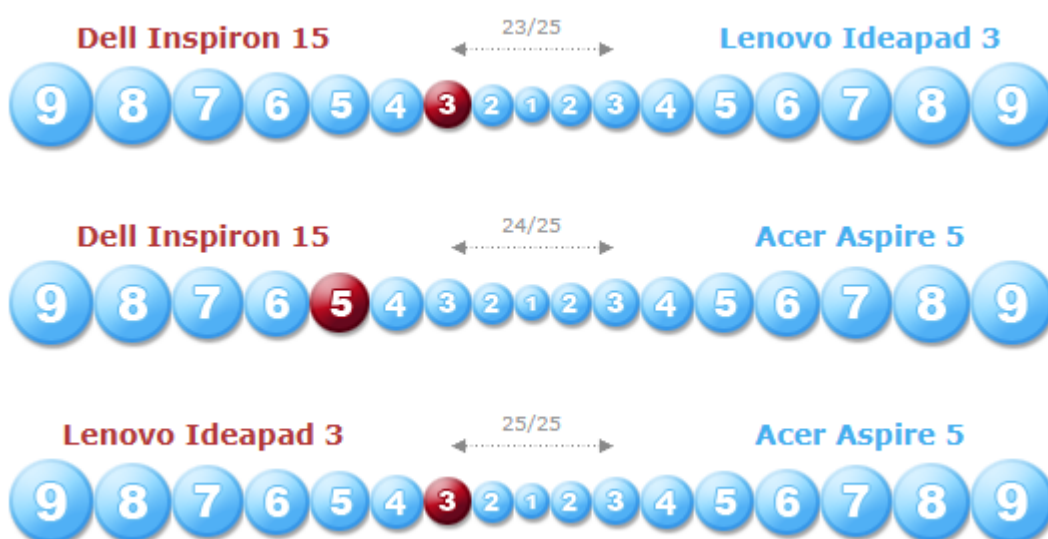 23/25
Dell Inspiron 15 Lenovo Ideapad 3
9 8 7 6 5 4 3 2 1 2 3 4 5 6 7 8 9
24/25
Dell Inspiron 15 Acer Aspire 5
9 8 7 6 5 4 3 2 1 2 3 4 5 6 7 8 9
25/25
Lenovo Ideapad 3 Acer Aspire 5
9 8 7 6 5 4 3 2 1 2 3 4 5 6 7 8 9